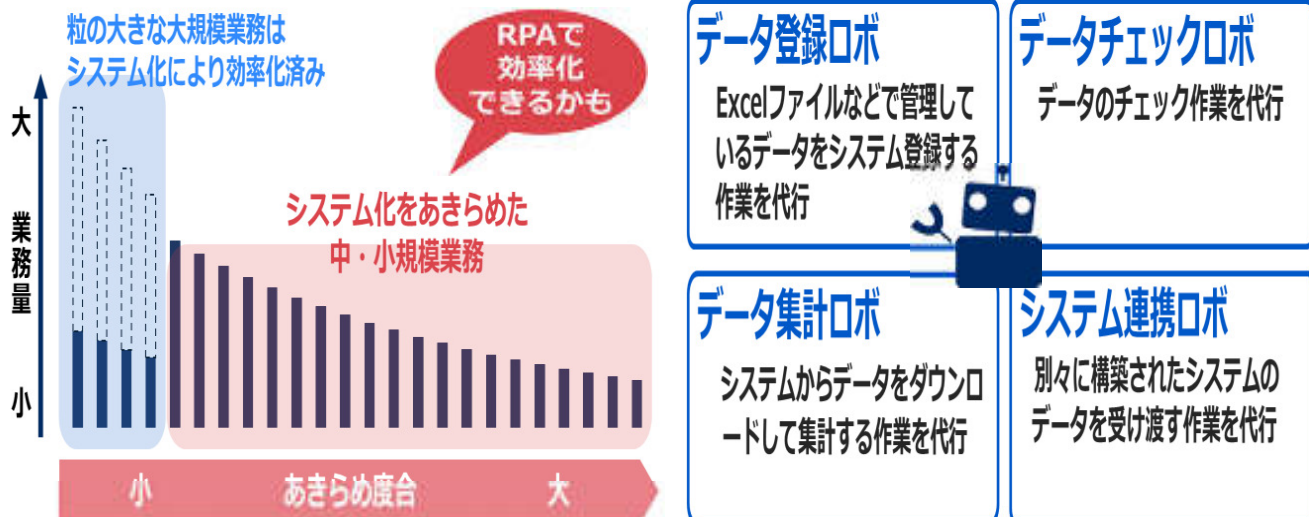 粒の大きな大規模業務は
システム化により効率化済み
RPAで
効率化
できるかも
大
業務量
小
システム化をあきらめた
中・小規模業務
小 あきらめ度合 大
データ登録ロボ
Excelファイルなどで管理して
いるデータをシステム登録する
作業を代行
データチェックロボ
データのチェック作業を代行
データ集計ロボ
システムからデータをダウンロ
ードして集計する作業を代行
システム連携ロボ
別々に構築されたシステムの
データを受け渡す作業を代行